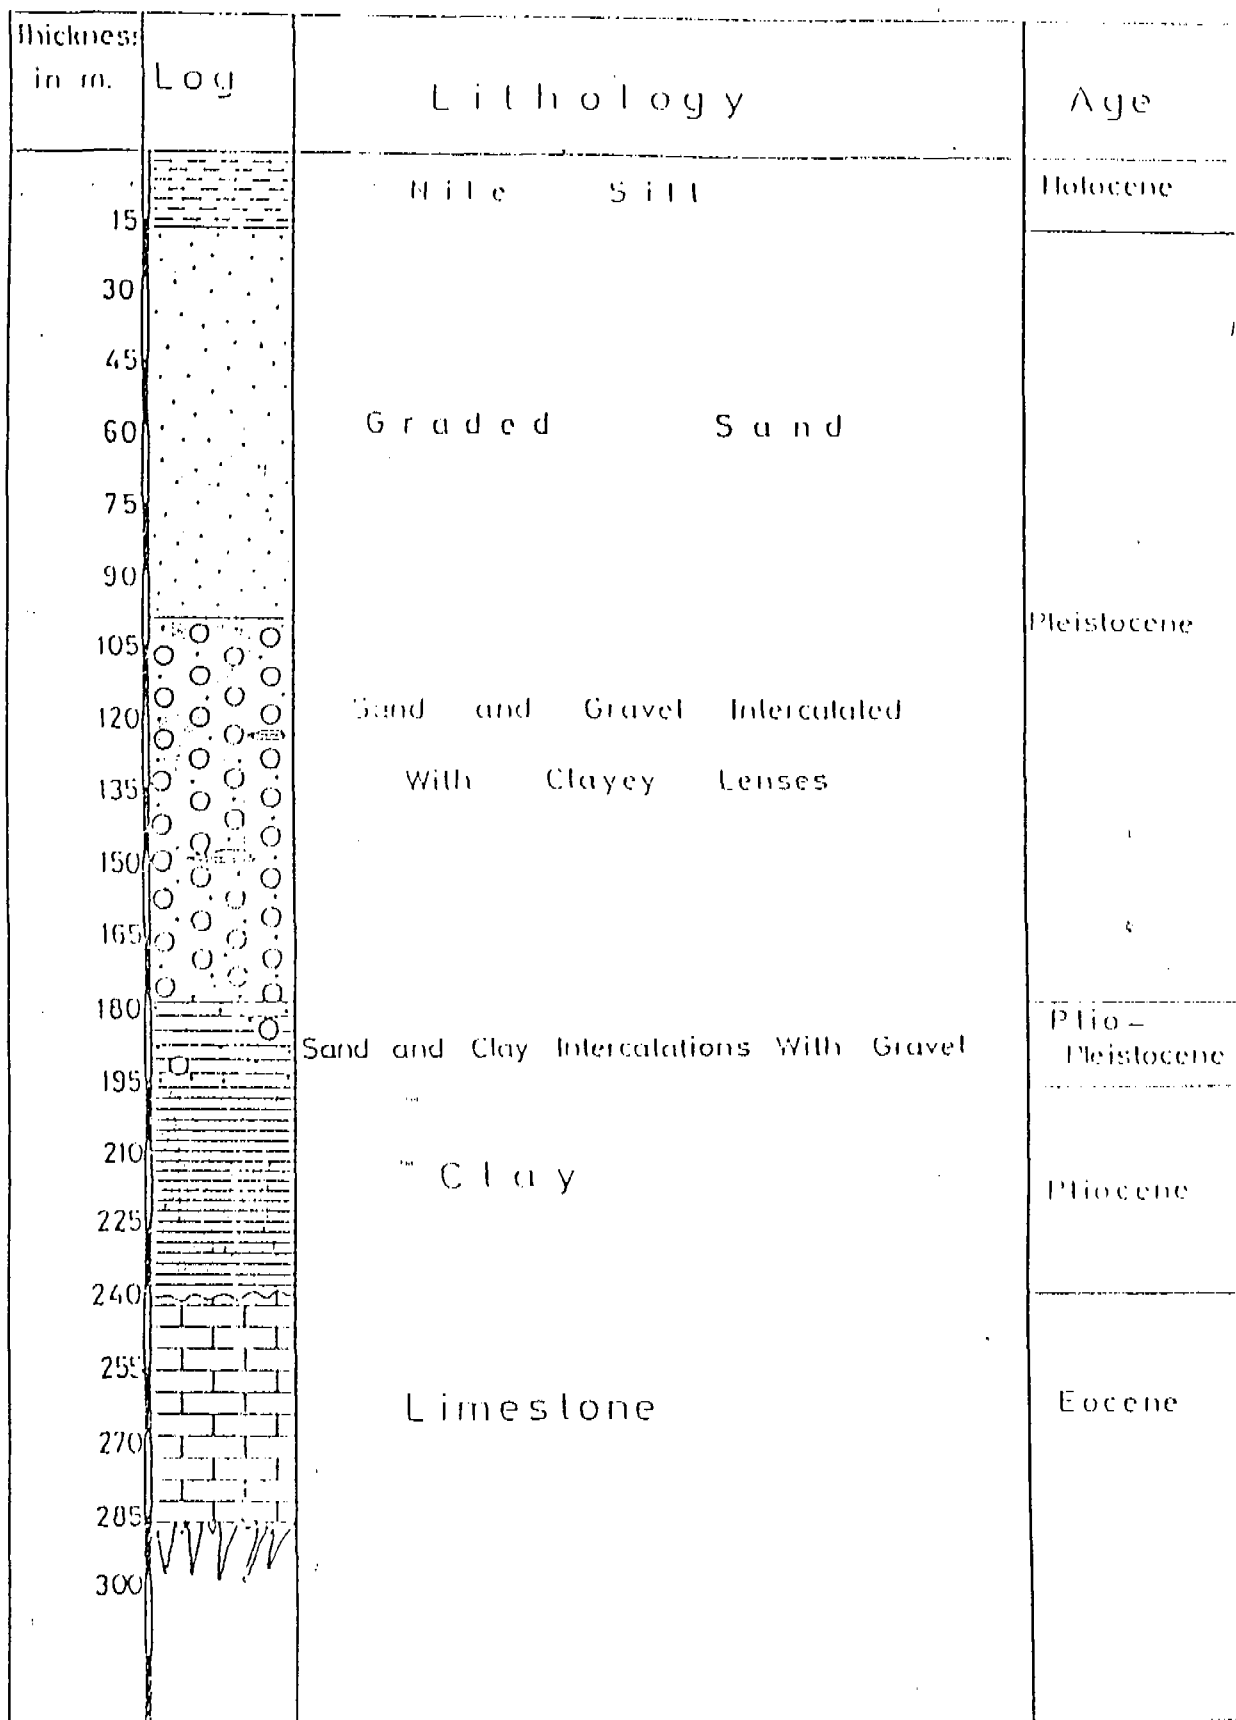 Thickness
in m.
Log
Lithology
Age
Nile Silt
Holocene
15
30
45
Graded Sand
60
75
90
Pleistocene
105
Sand and Gravel Intercalated
120
With Clayey Lenses
135
150
165
180
Plio-
Sand and Clay Intercalations With Gravel
Pleistocene
195
210
Clay
Pliocene
225
240
255
Limestone
Eocene
270
285
300